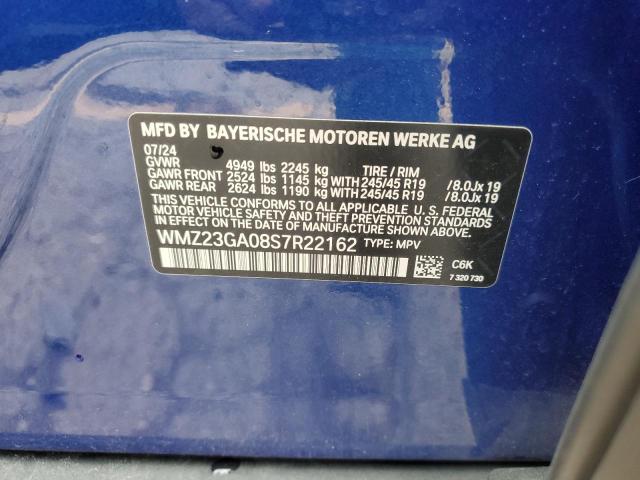 MFD BY BAYERISCHE MOTOREN WERKE AG
07/24
GVWR 4949 lbs 2245 kg TIRE / RIM
GAWR FRONT 2524 lbs 1145 kg WITH 245/45 R19 /8.0Jx 19
GAWR REAR 2624 lbs 1190 kg WITH 245/45 R19 /8.0Jx 19
THIS VEHICLE CONFORMS TO ALL APPLICABLE U. S. FEDERAL
MOTOR VEHICLE SAFETY, BUMPER, AND THEFT PREVENTION
STANDARDS IN EFFECT ON THE DATE OF MANUFACTURE SHOWN ABOVE.
WMZ23GA08S7R22162 TYPE: MPV
C6K
7 320 730